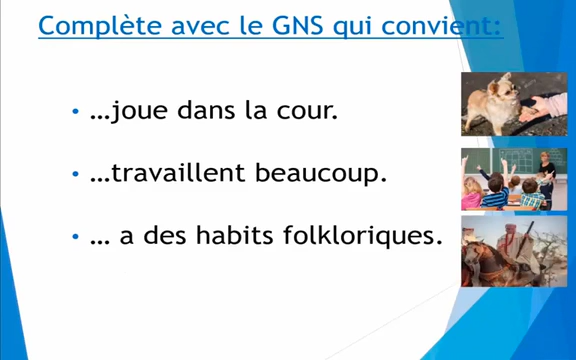 Complète avec le GNS qui convient:
• …joue dans la cour.
• …travaillent beaucoup.
• … a des habits folkloriques.